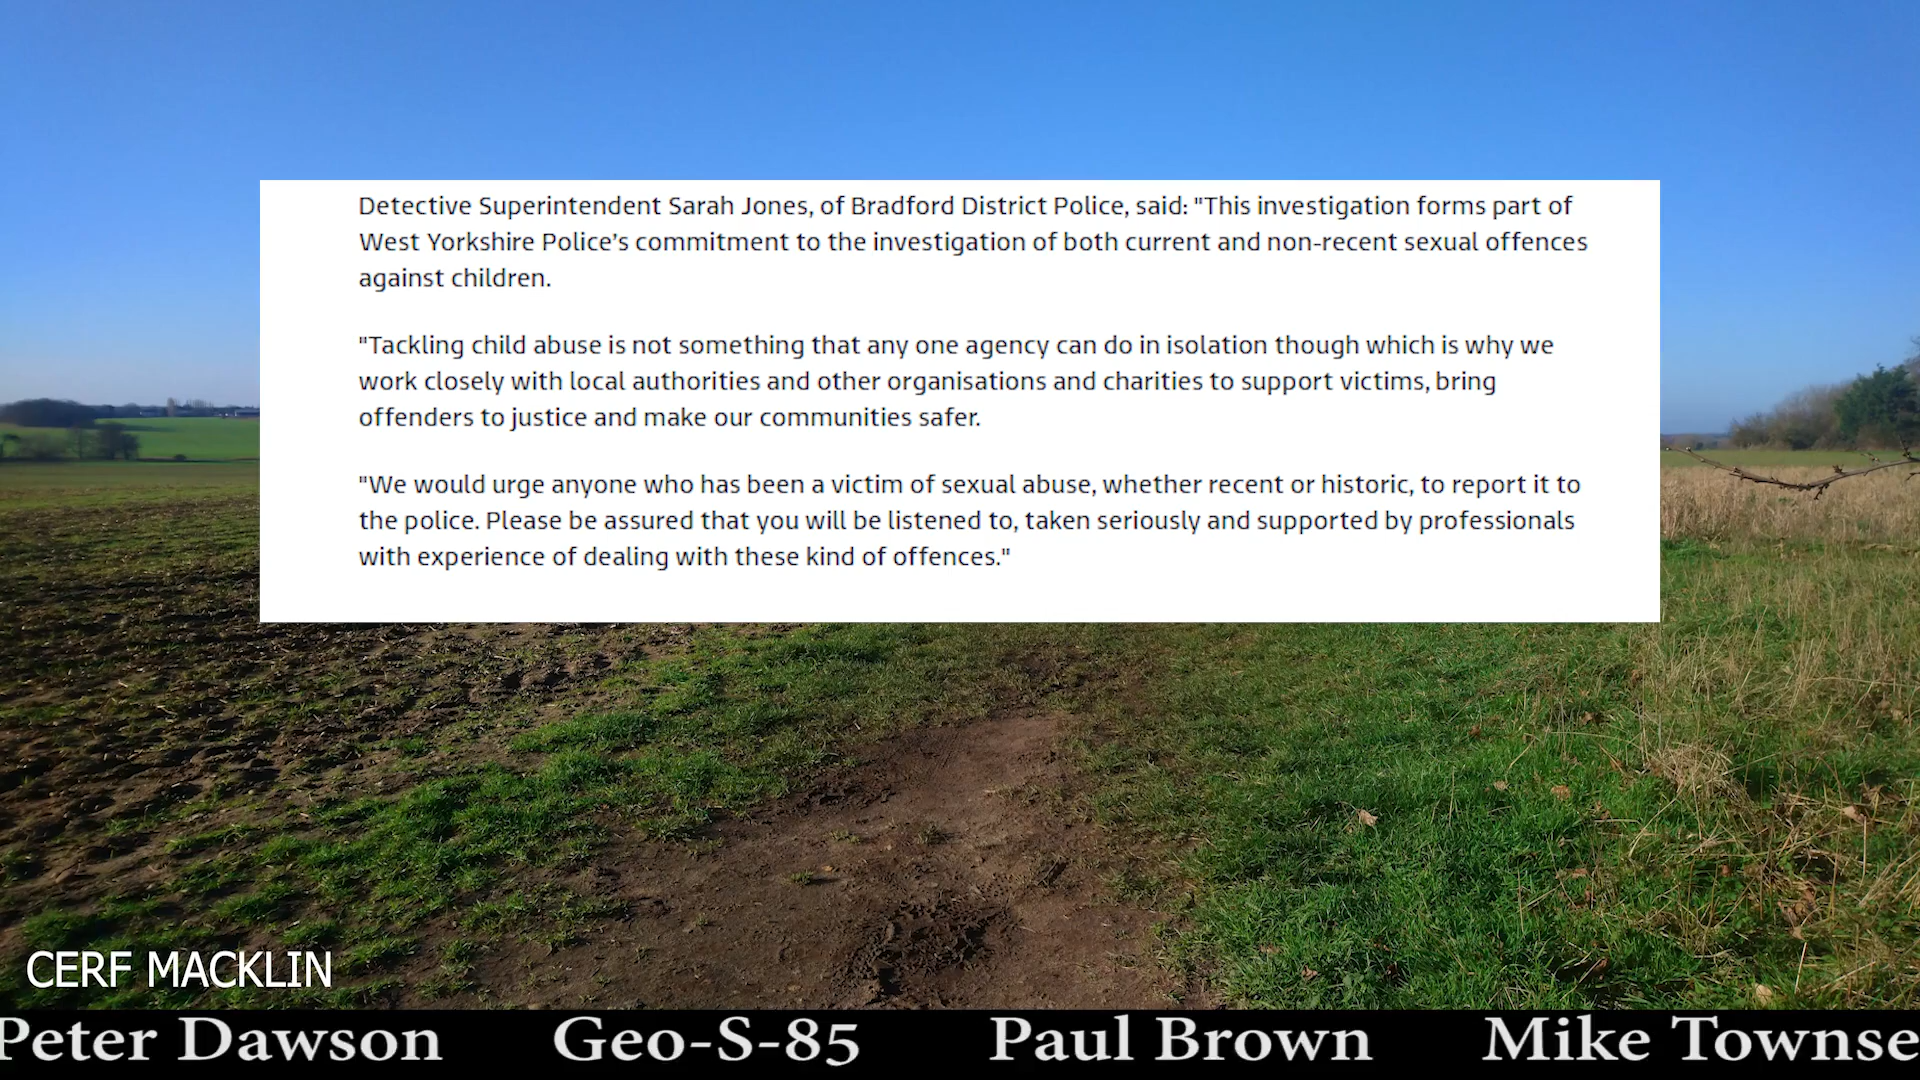 Detective Superintendent Sarah Jones, of Bradford District Police, said: "This investigation forms part of
West Yorkshire Police’s commitment to the investigation of both current and non-recent sexual offences
against children.
"Tackling child abuse is not something that any one agency can do in isolation though which is why we
work closely with local authorities and other organisations and charities to support victims, bring
offenders to justice and make our communities safer.
"We would urge anyone who has been a victim of sexual abuse, whether recent or historic, to report it to
the police. Please be assured that you will be listened to, taken seriously and supported by professionals
with experience of dealing with these kind of offences."
CERF MACKLIN
Peter Dawson Geo-S-85 Paul Brown Mike Townse